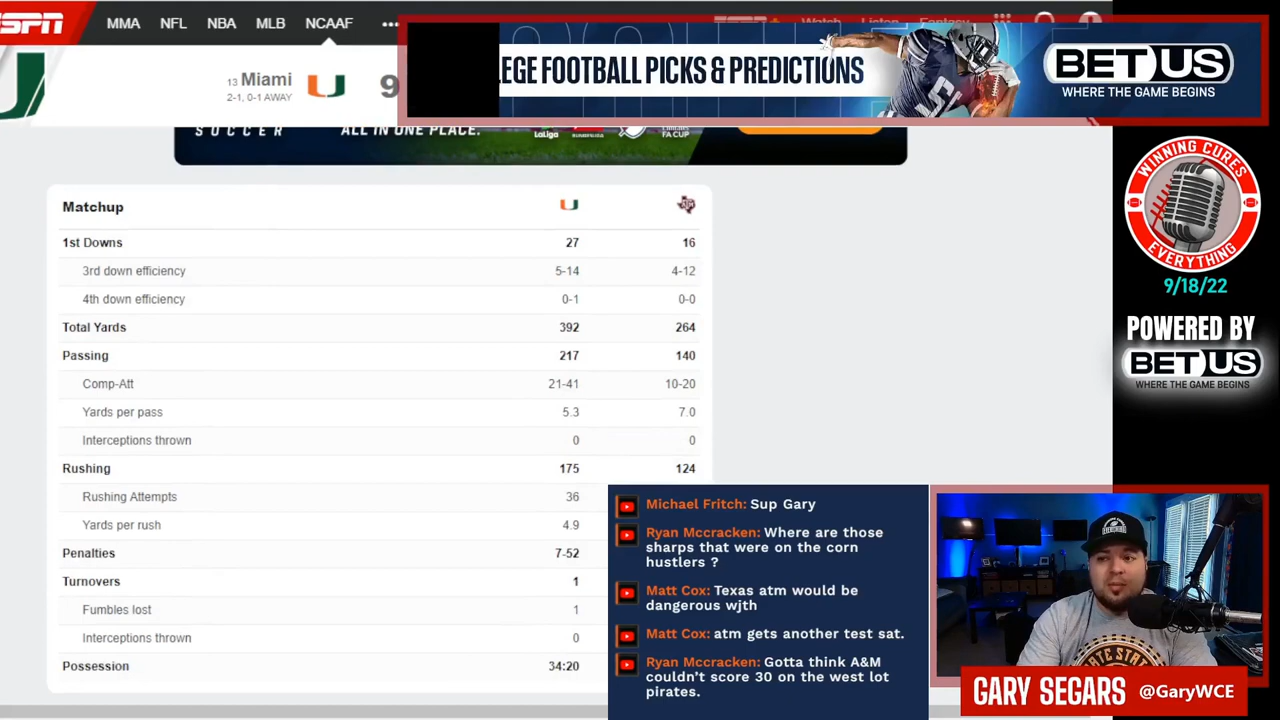 ESPN
MMA NFL NBA MLB NCAAF •••
13 Miami
2-1, 0-1 AWAY
9
LEGE FOOTBALL PICKS & PREDICTIONS
BETUS
WHERE THE GAME BEGINS
SOCCER
ALL IN ONE PLACE.
LaLiga
FA CUP
WINNING CURES
EVERYTHING
9/18/22
POWERED BY
BETUS
WHERE THE GAME BEGINS
Matchup
1st Downs 27 16
3rd down efficiency 5-14 4-12
4th down efficiency 0-1 0-0
Total Yards 392 264
Passing 217 140
Comp-Att 21-41 10-20
Yards per pass 5.3 7.0
Interceptions thrown 0 0
Rushing 175 124
Rushing Attempts 36
Yards per rush 4.9
Penalties 7-52
Turnovers 1
Fumbles lost 1
Interceptions thrown 0
Possession 34:20
Michael Fritch: Sup Gary
Ryan Mccracken: Where are those
sharps that were on the corn
hustlers ?
Matt Cox: Texas atm would be
dangerous wjth
Matt Cox: atm gets another test sat.
Ryan Mccracken: Gotta think A&M
couldn't score 30 on the west lot
pirates.
GARY SEGARS @GaryWCE